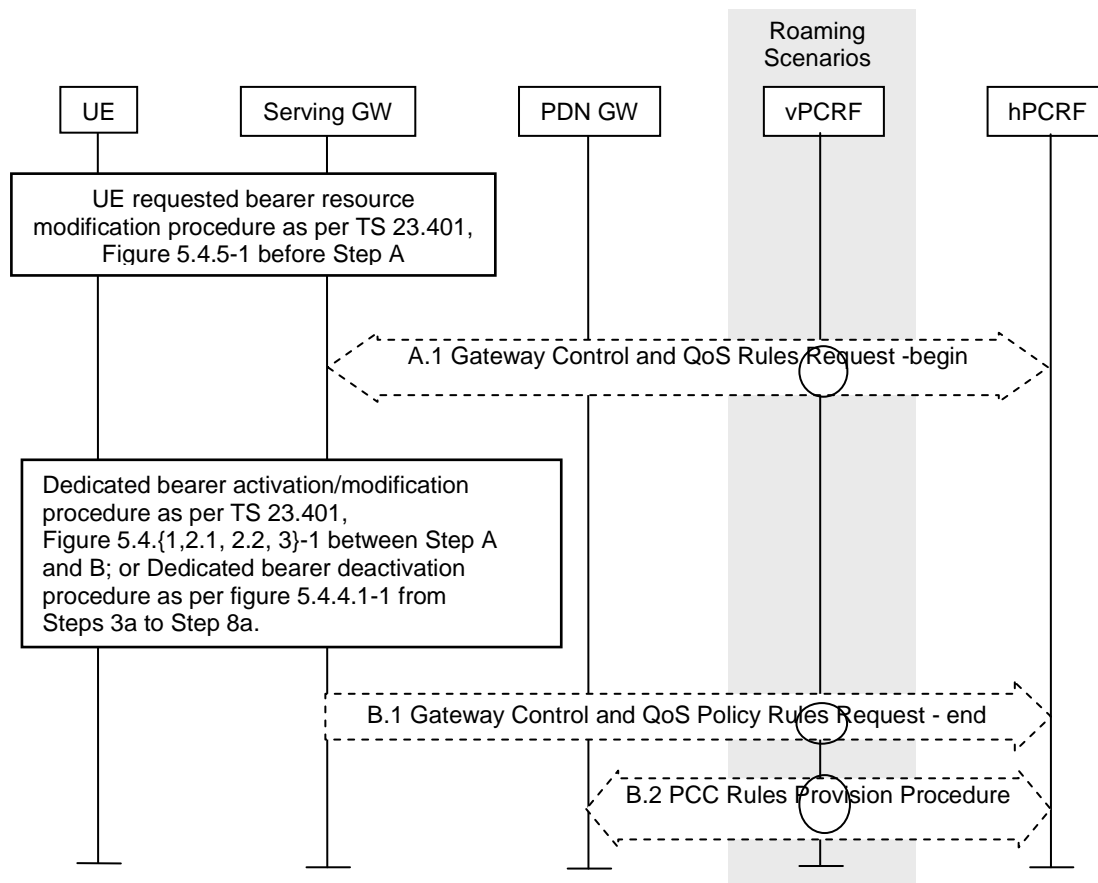 Roaming
Scenarios
UE
Serving GW
PDN GW
vPCRF
hPCRF
UE requested bearer resource
modification procedure as per TS 23.401,
Figure 5.4.5-1 before Step A
A.1 Gateway Control and QoS Rules Request -begin
Dedicated bearer activation/modification
procedure as per TS 23.401,
Figure 5.4.{1,2.1, 2.2, 3}-1 between Step A
and B; or Dedicated bearer deactivation
procedure as per figure 5.4.4.1-1 from
Steps 3a to Step 8a.
B.1 Gateway Control and QoS Policy Rules Request - end
B.2 PCC Rules Provision Procedure